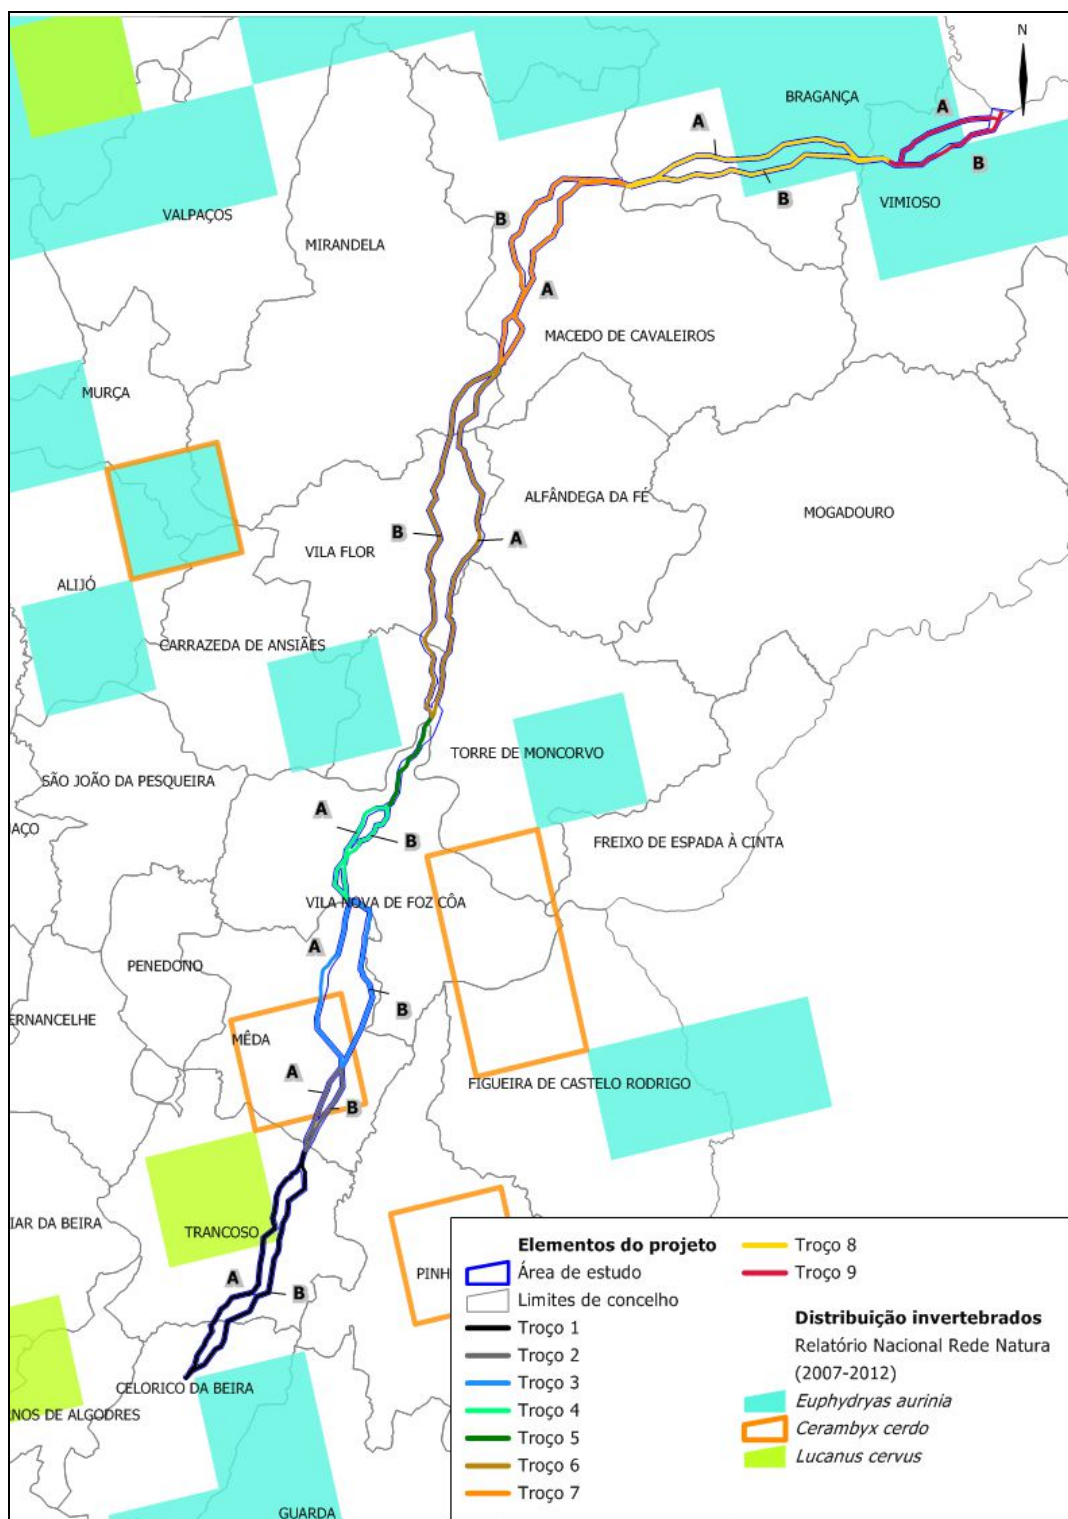 N
BRAGANÇA
A
A
B
B
VIMIOSO
VALPAÇOS
B
MIRANDELA
A
MACEDO DE CAVALEIROS
MURÇA
ALFÂNDEGA DA FÉ
MOGADOURO
B
A
VILA FLOR
ALIJÓ
CARRAZEDA DE ANSIÃES
TORRE DE MONCORVO
SÃO JOÃO DA PESQUEIRA
A
B
AÇO
FREIXO DE ESPADA À CINTA
VILA NOVA DE FOZ CÔA
A
PENEDONO
B
ERNANCELHE
MÊDA
A
FIGUEIRA DE CASTELO RODRIGO
B
IAR DA BEIRA
TRANCOSO
PINH
A
B
CELORICO DA BEIRA
RNOS DE ALGODRES
GUARDA
Elementos do projeto
Área de estudo
Limites de concelho
Troço 1
Troço 2
Troço 3
Troço 4
Troço 5
Troço 6
Troço 7
Troço 8
Troço 9
Distribuição invertebrados
Relatório Nacional Rede Natura
(2007-2012)
Euphydryas aurinia
Cerambyx cerdo
Lucanus cervus